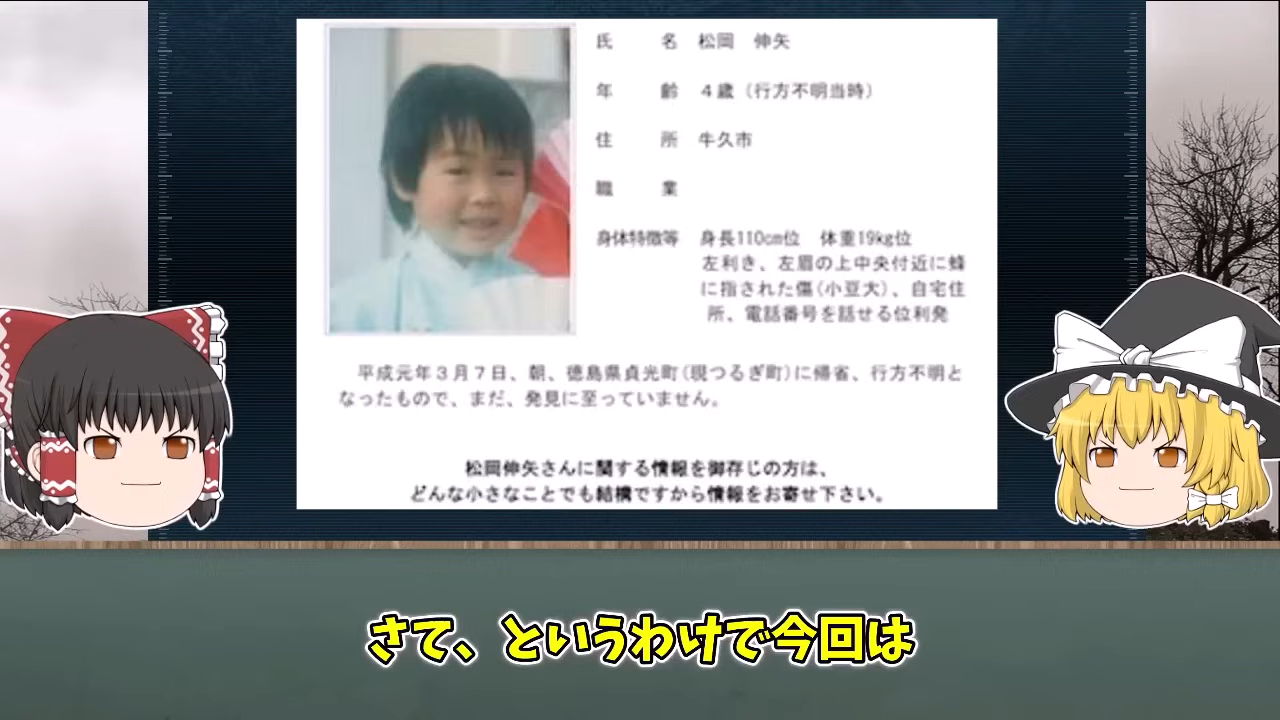 氏 名 松岡 伸矢
年 齢 4歳(行方不明当時)
住 所 牛久市
職 業
身体特徴等 身長110cm位 体重19kg位
左利き、左眉の上中央付近に蜂
に指された傷(小豆大)、自宅住
所、電話番号を話せる位利発
平成元年3月7日、朝、徳島県貞光町(現つるぎ町)に帰省、行方不明と
なったもので、まだ、発見に至っていません。
松岡伸矢さんに関する情報を御存じの方は、
どんな小さなことでも結構ですから情報をお寄せ下さい。
さて、というわけで今回は